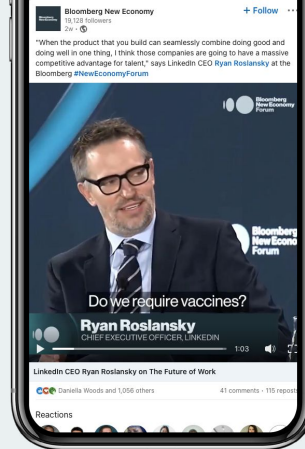 Bloomberg New Economy
+ Follow
19,128 followers
2w •
"When the product that you build can seamlessly combine doing good and
doing well in one thing, I think those companies are going to have a massive
competitive advantage for talent," says LinkedIn CEO Ryan Roslansky at the
Bloomberg #NewEconomyForum
Bloomberg
New Economy
Forum
Bloomberg
New Econo
Forum
Do we require vaccines?
Ryan Roslansky
CHIEF EXECUTIVE OFFICER, LINKEDIN
1:03
LinkedIn CEO Ryan Roslansky on The Future of Work
Daniella Woods and 1,056 others
41 comments • 115 reposts
Reactions